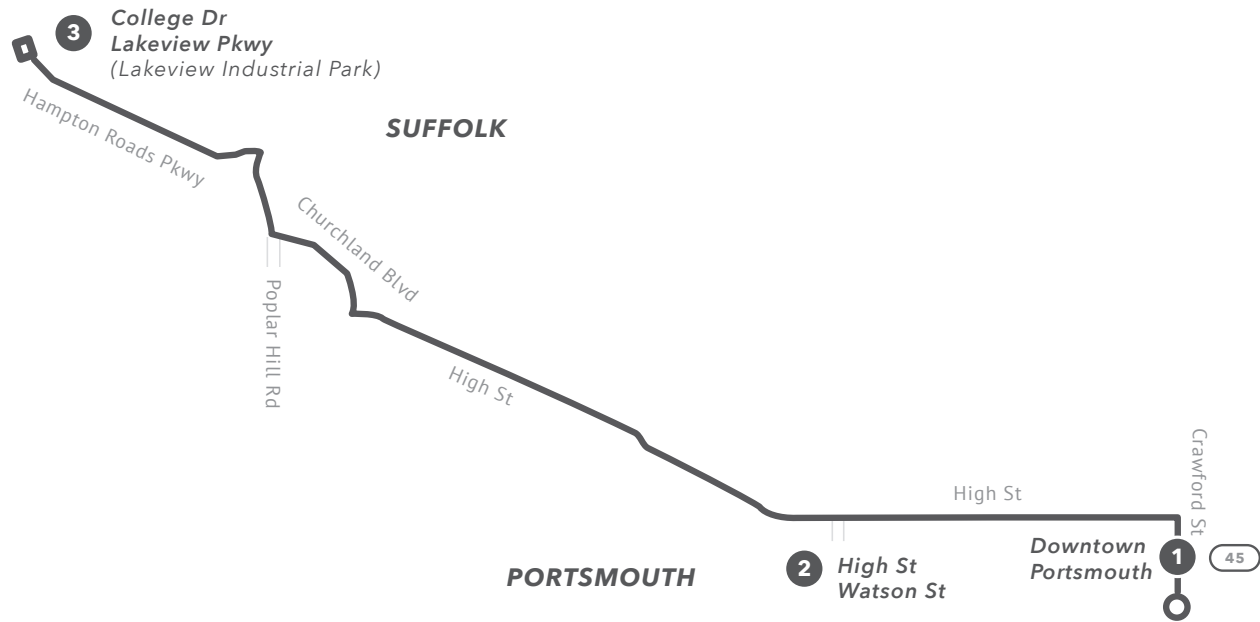 3
College Dr
Lakeview Pkwy
(Lakeview Industrial Park)
Hampton Roads Pkwy
SUFFOLK
Churchland Blvd
Poplar Hill Rd
High St
High St
Crawford St
PORTSMOUTH
2
High St
Watson St
Downtown
Portsmouth
1
45